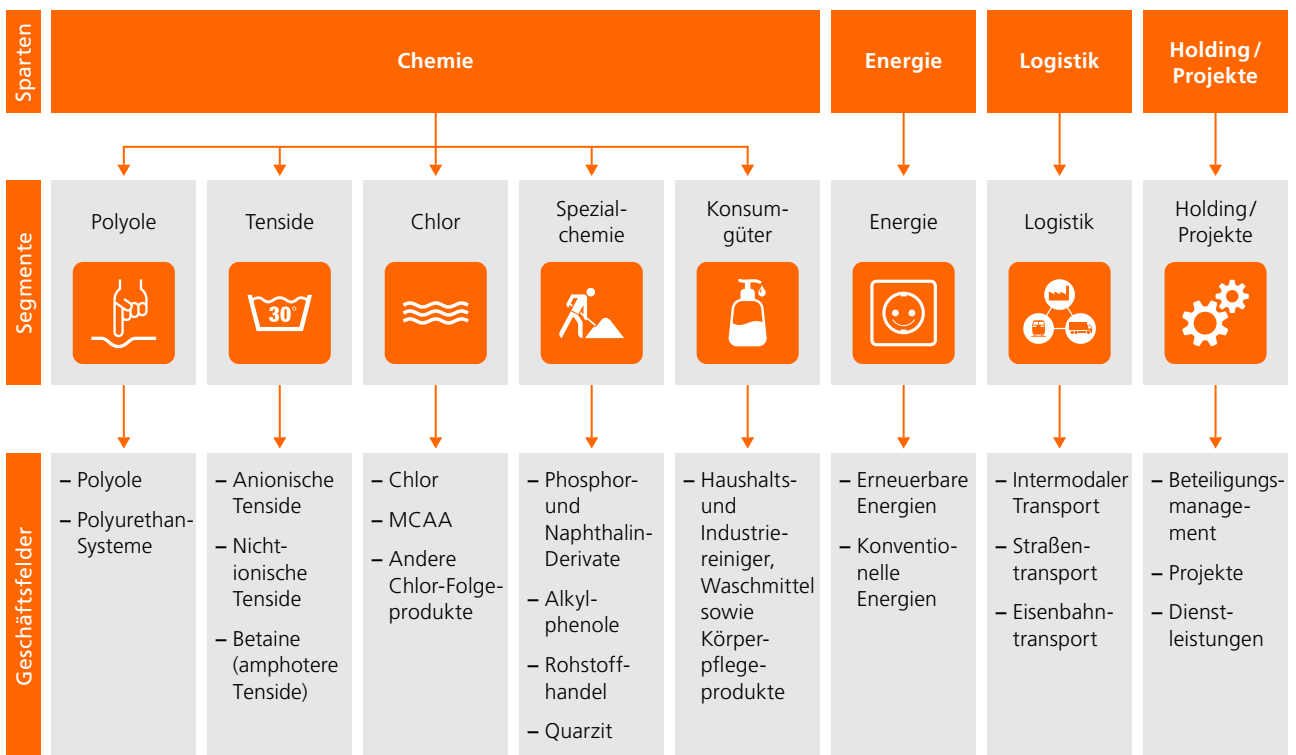 Sparten
Chemie
Energie
Logistik
Holding/
Projekte
Segmente
Polyole
Tenside
30°
Chlor
Spezial-
chemie
Konsum-
güter
Energie
Logistik
Holding/
Projekte
Geschäftsfelder
– Polyole
– Polyurethan-
Systeme
– Anionische
Tenside
– Nicht-
ionische
Tenside
– Betaine
(amphotere
Tenside)
– Chlor
– MCAA
– Andere
Chlor-Folge-
produkte
– Phosphor-
und
Naphthalin-
Derivate
– Alkyl-
phenole
– Rohstoff-
handel
– Quarzit
– Haushalts-
und
Industrie-
reiniger,
Waschmittel
sowie
Körper-
pflege-
produkte
– Erneuerbare
Energien
– Konventio-
nelle
Energien
– Intermodaler
Transport
– Straßen-
transport
– Eisenbahn-
transport
– Beteiligungs-
manage-
ment
– Projekte
– Dienst-
leistungen